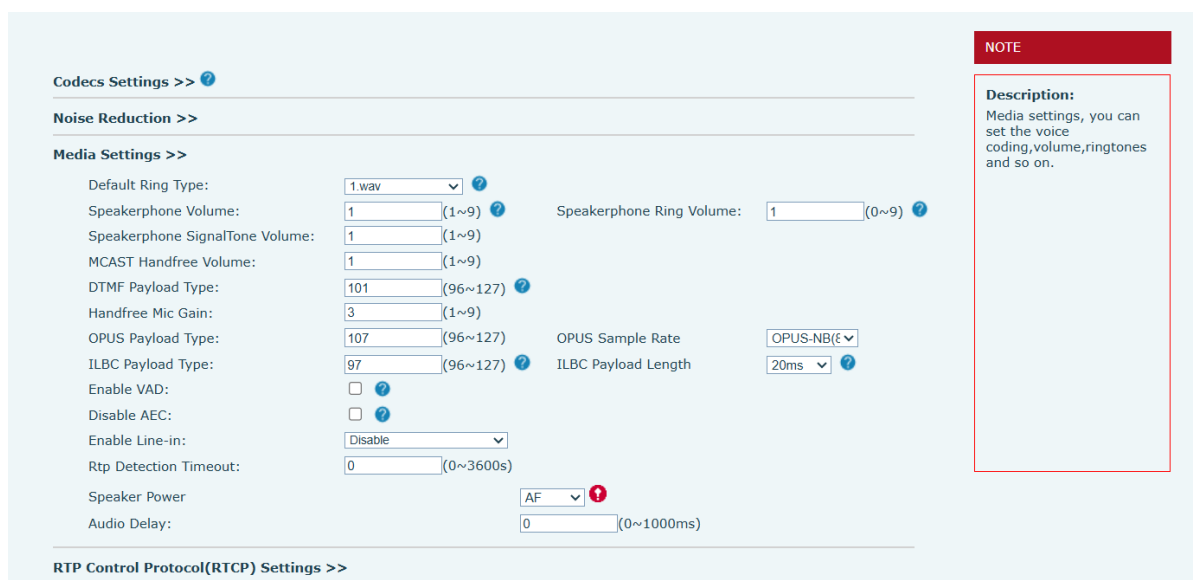 NOTE
Codecs Settings >>
Description:
Media settings, you can
set the voice
coding,volume,ringtones
and so on.
Noise Reduction >>
Media Settings >>
Default Ring Type: 1.wav
Speakerphone Volume: 1 (1~9) Speakerphone Ring Volume: 1 (0~9)
Speakerphone SignalTone Volume: 1 (1~9)
MCAST Handfree Volume: 1 (1~9)
DTMF Payload Type: 101 (96~127)
Handfree Mic Gain: 3 (1~9)
OPUS Payload Type: 107 (96~127) OPUS Sample Rate OPUS-NB(
ILBC Payload Type: 97 (96~127) ILBC Payload Length 20ms
Enable VAD:
Disable AEC:
Enable Line-in: Disable
Rtp Detection Timeout: 0 (0~3600s)
Speaker Power AF
Audio Delay: 0 (0~1000ms)
RTP Control Protocol(RTCP) Settings >>